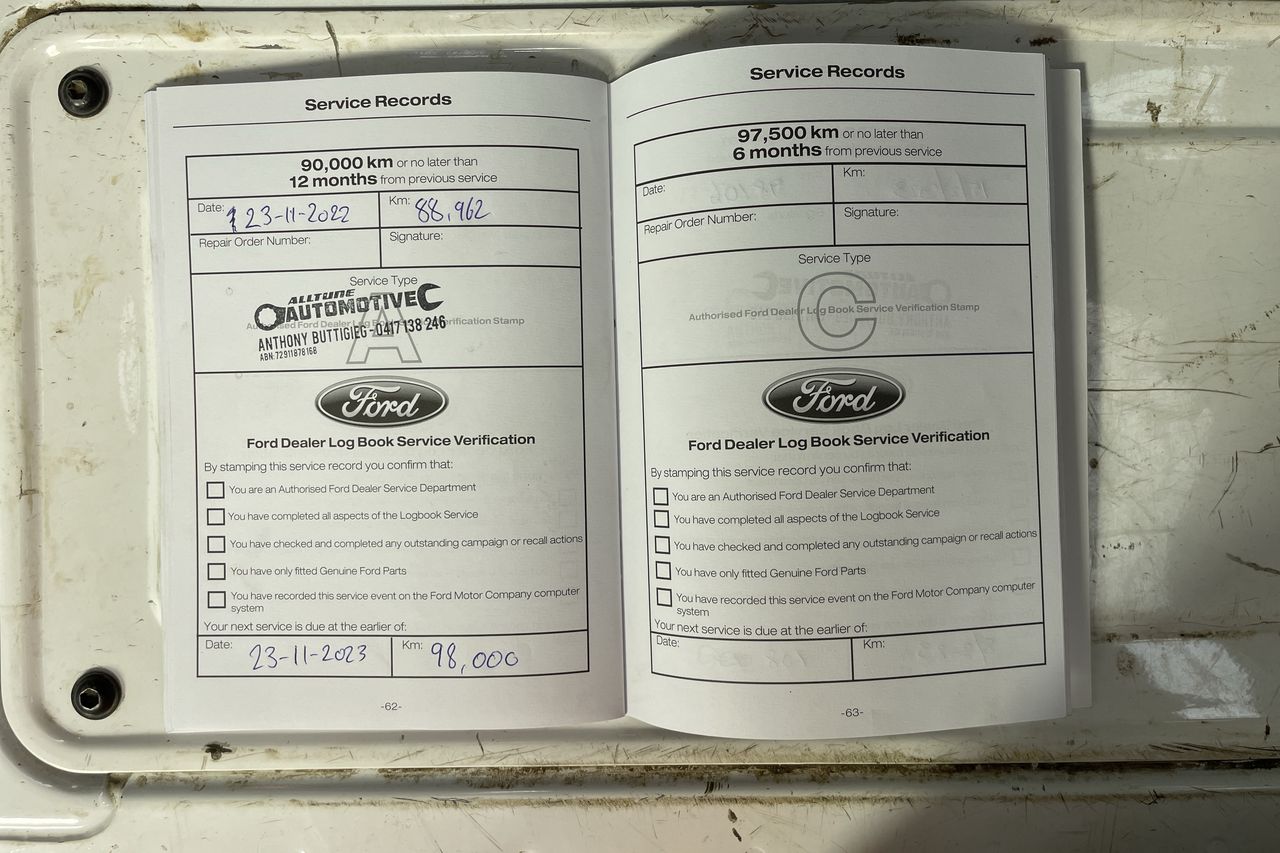 Service Records
90,000 km or no later than
12 months from previous service
Date: 23-11-2022
Km: 88,962
Repair Order Number:
Signature:
Service Type
ALLTUNE
AUTOMOTIVE
A
Authorised Ford Dealer Log Book Service Verification Stamp
ANTHONY BUTTIGIEG - 0417 138 246
ABN: 72911878168
Ford
Ford Dealer Log Book Service Verification
By stamping this service record you confirm that:
You are an Authorised Ford Dealer Service Department
You have completed all aspects of the Logbook Service
You have checked and completed any outstanding campaign or recall actions
You have only fitted Genuine Ford Parts
You have recorded this service event on the Ford Motor Company computer
system
Your next service is due at the earlier of:
Date: 23-11-2023
Km: 98,000
-62-
Service Records
97,500 km or no later than
6 months from previous service
Date:
Km:
Repair Order Number:
Signature:
Service Type
C
Authorised Ford Dealer Log Book Service Verification Stamp
Ford
Ford Dealer Log Book Service Verification
By stamping this service record you confirm that:
You are an Authorised Ford Dealer Service Department
You have completed all aspects of the Logbook Service
You have checked and completed any outstanding campaign or recall actions
You have only fitted Genuine Ford Parts
You have recorded this service event on the Ford Motor Company computer
system
Your next service is due at the earlier of:
Date:
Km:
-63-